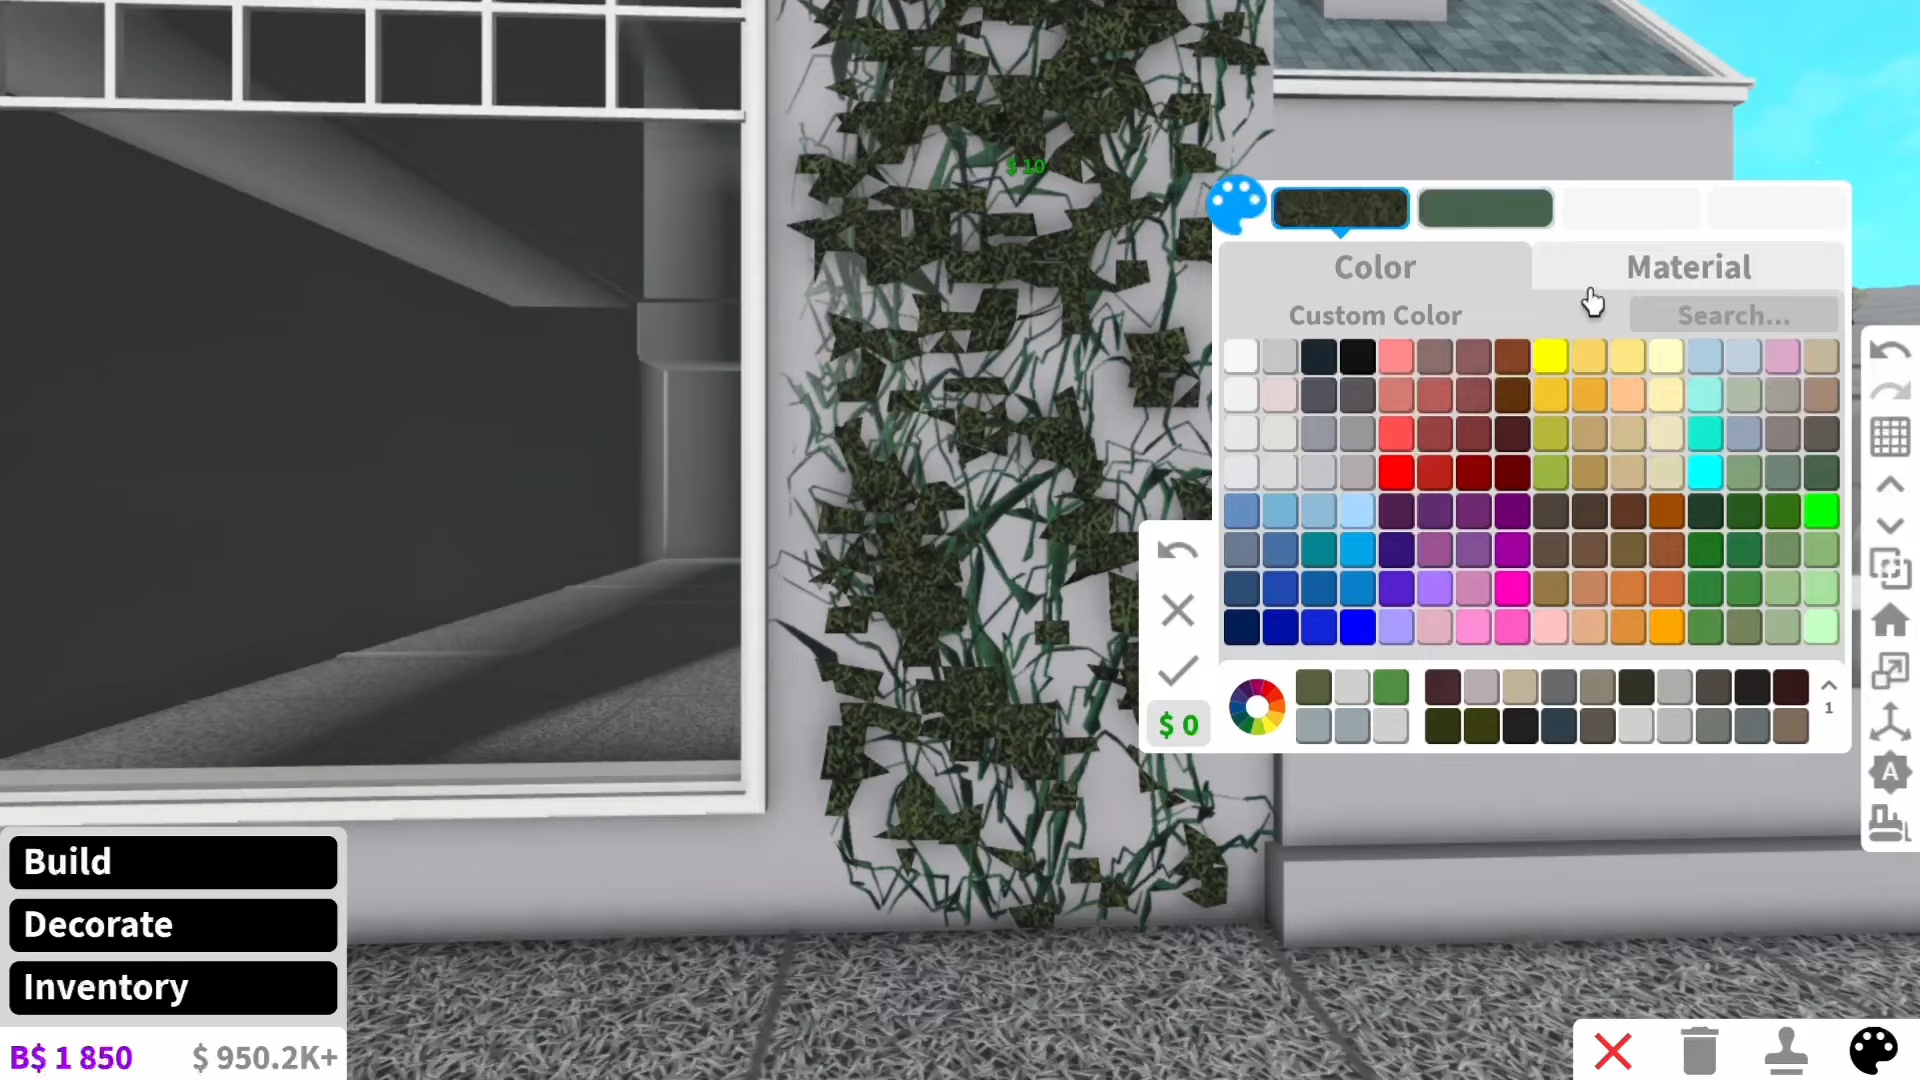 $ 10
Color
Material
Custom Color
Search...
$ 0
1
A
Build
Decorate
Inventory
B$ 1 850
$ 950.2K+